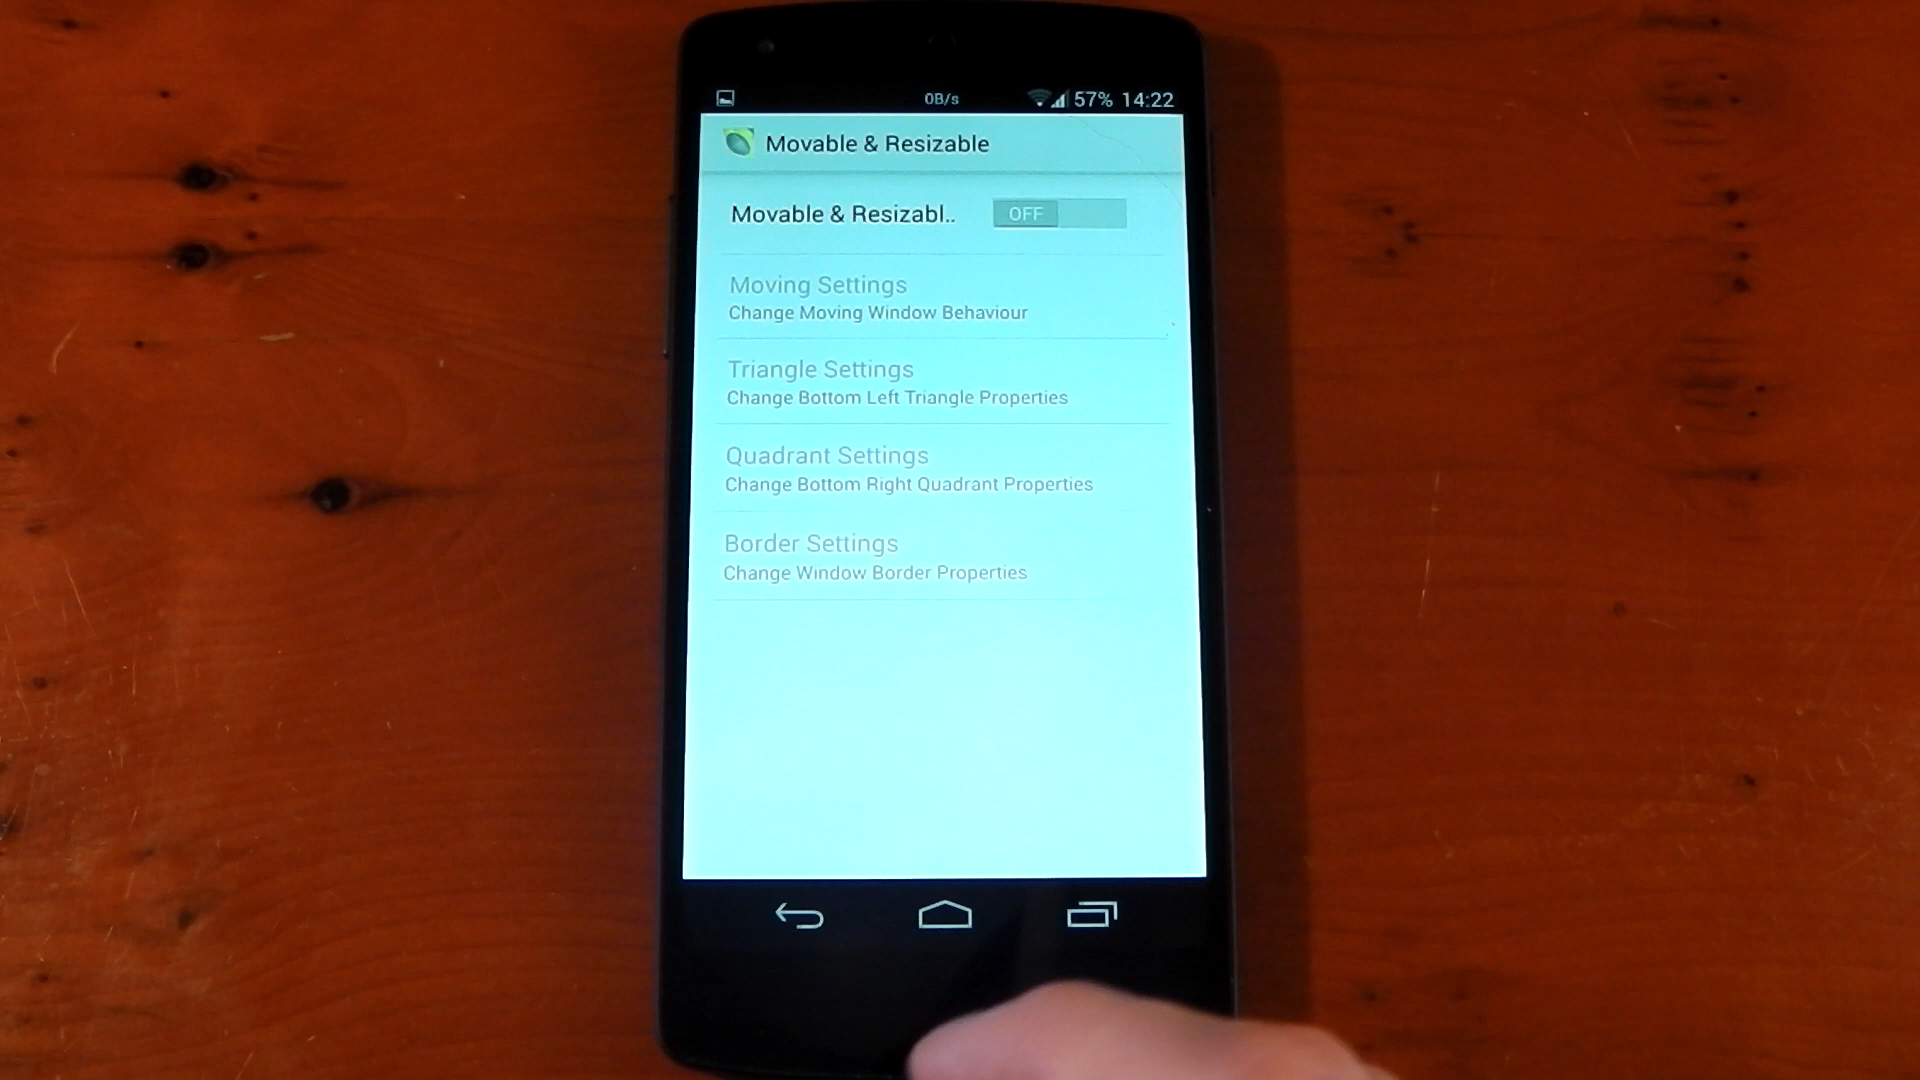 0B/s 57% 14:22
Movable & Resizable
Movable & Resizabl.. OFF
Moving Settings
Change Moving Window Behaviour
Triangle Settings
Change Bottom Left Triangle Properties
Quadrant Settings
Change Bottom Right Quadrant Properties
Border Settings
Change Window Border Properties